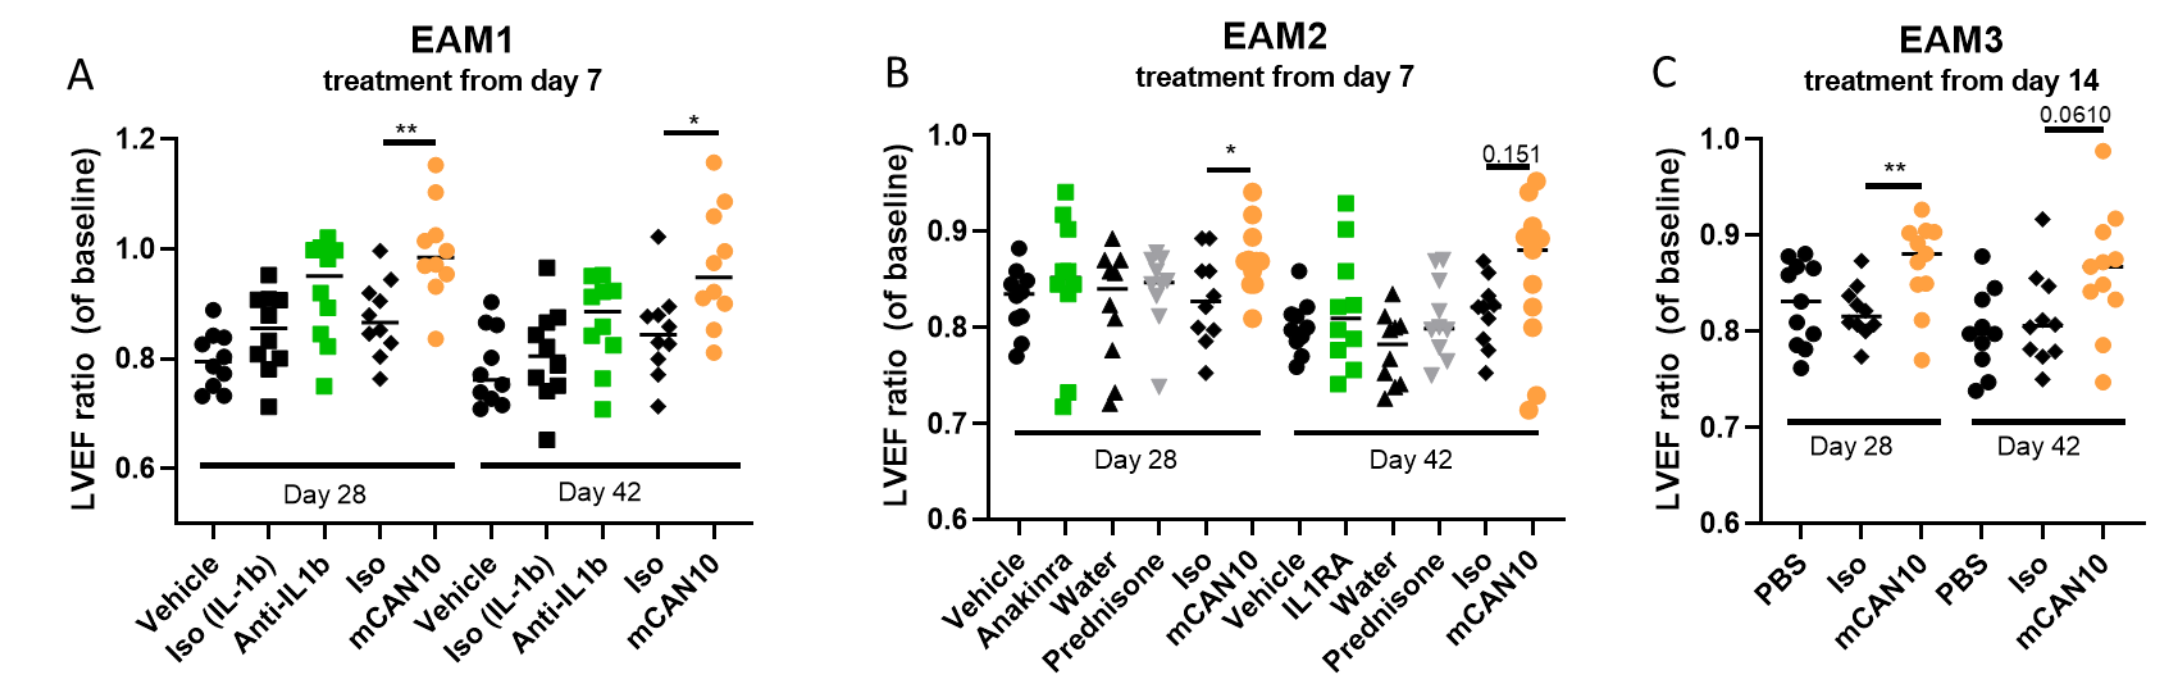 A
EAM1
treatment from day 7
LVEF ratio (of baseline)
1.2
1.0
0.8
0.6
**
*
Day 28
Day 42
Vehicle
Iso (IL-1b)
Anti-IL1b
Iso
mCAN10
Vehicle
Iso (IL-1b)
Anti-IL1b
Iso
mCAN10
B
EAM2
treatment from day 7
LVEF ratio (of baseline)
1.0
0.9
0.8
0.7
0.6
*
0.151
Day 28
Day 42
Vehicle
Anakinra
Water
Prednisone
Iso
mCAN10
Vehicle
IL1RA
Water
Prednisone
Iso
mCAN10
C
EAM3
treatment from day 14
LVEF ratio (of baseline)
1.0
0.9
0.8
0.7
0.6
**
0.0610
Day 28
Day 42
PBS
Iso
mCAN10
PBS
Iso
mCAN10